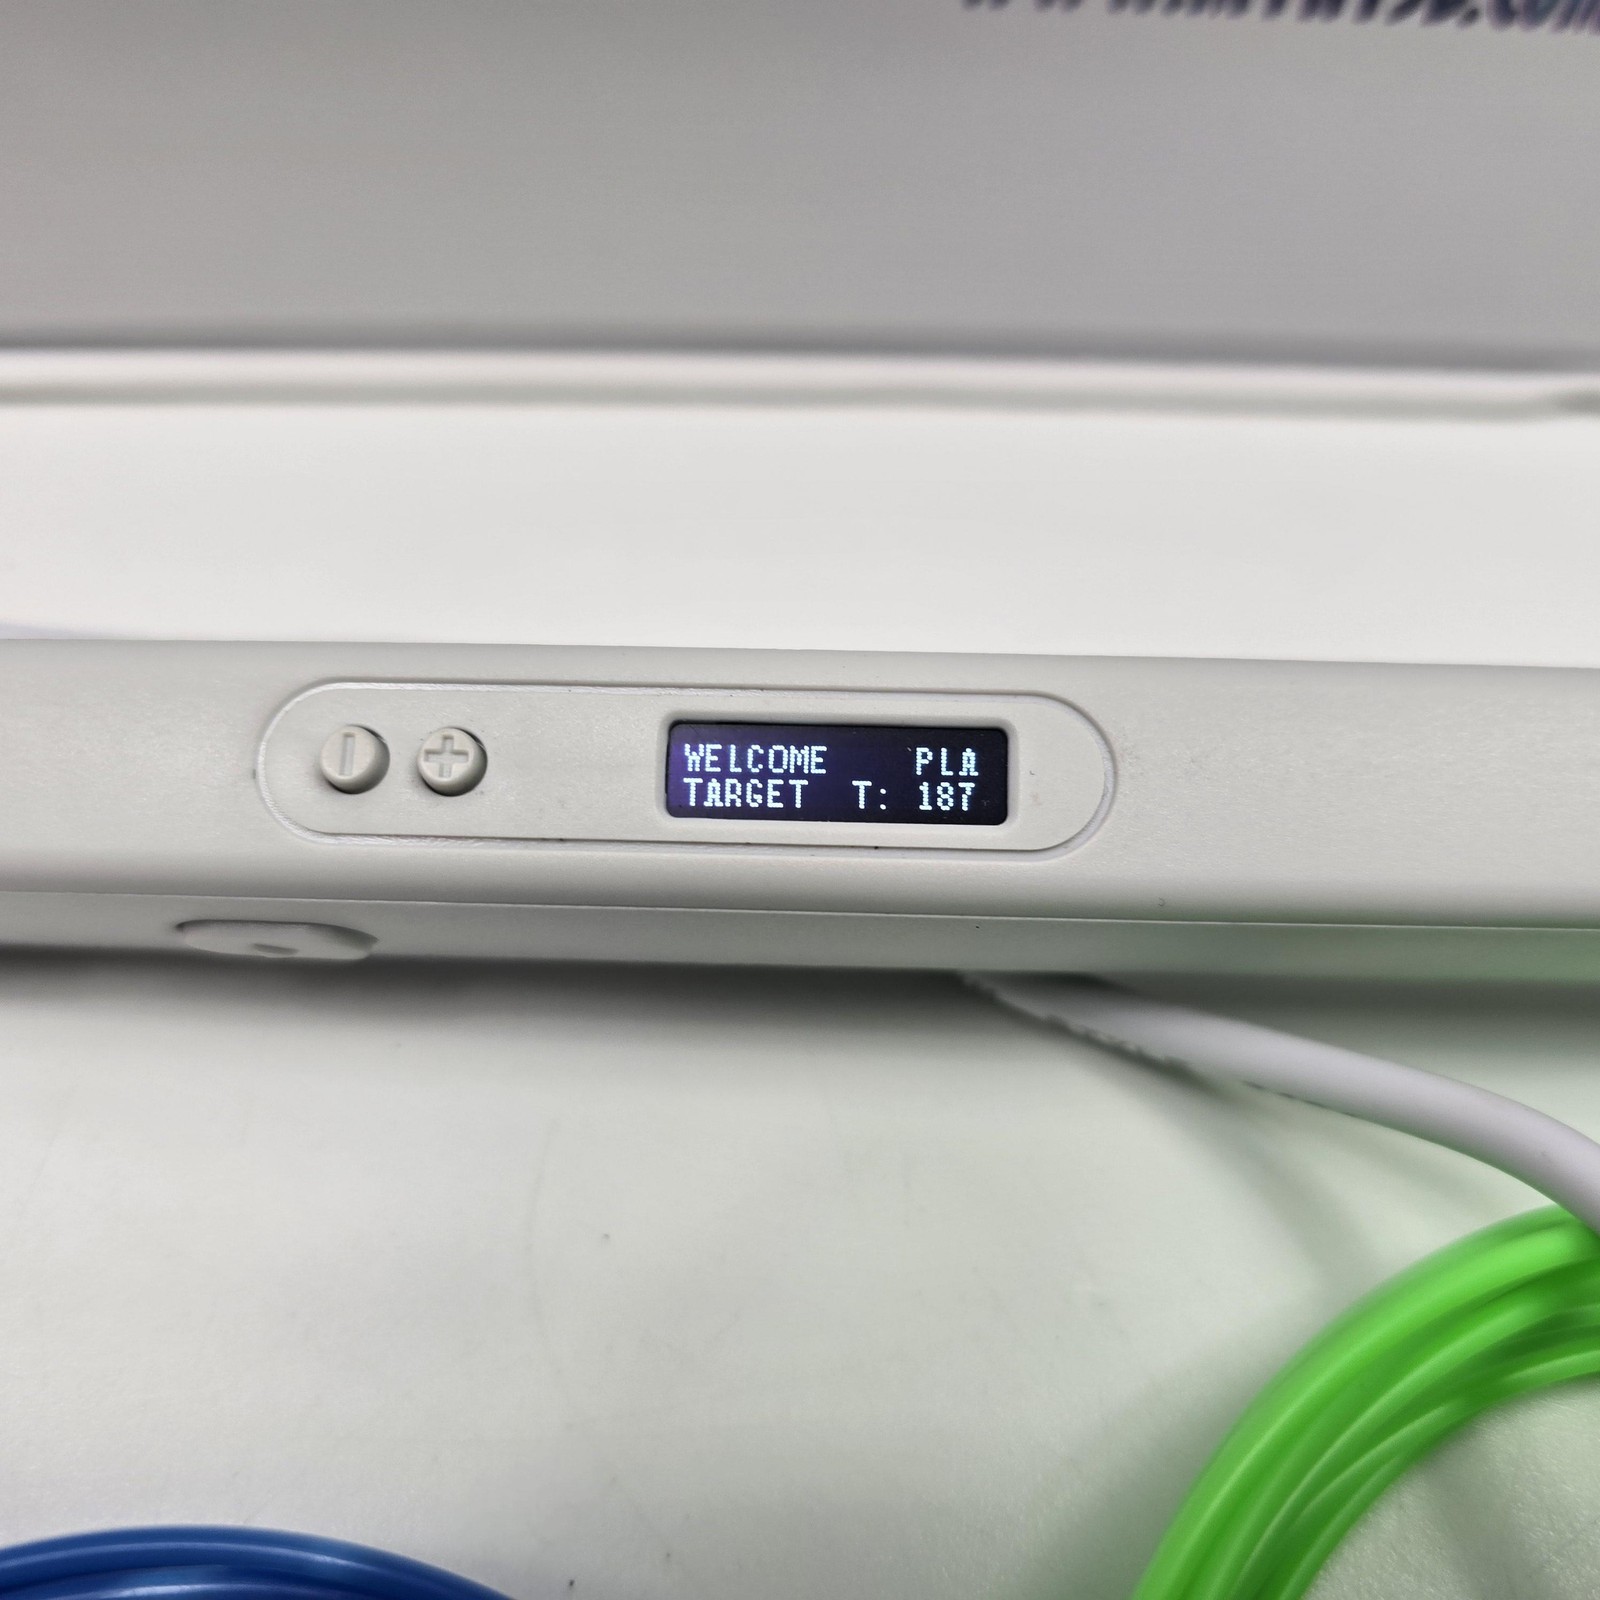 WELCOME PLA
TARGET T: 187